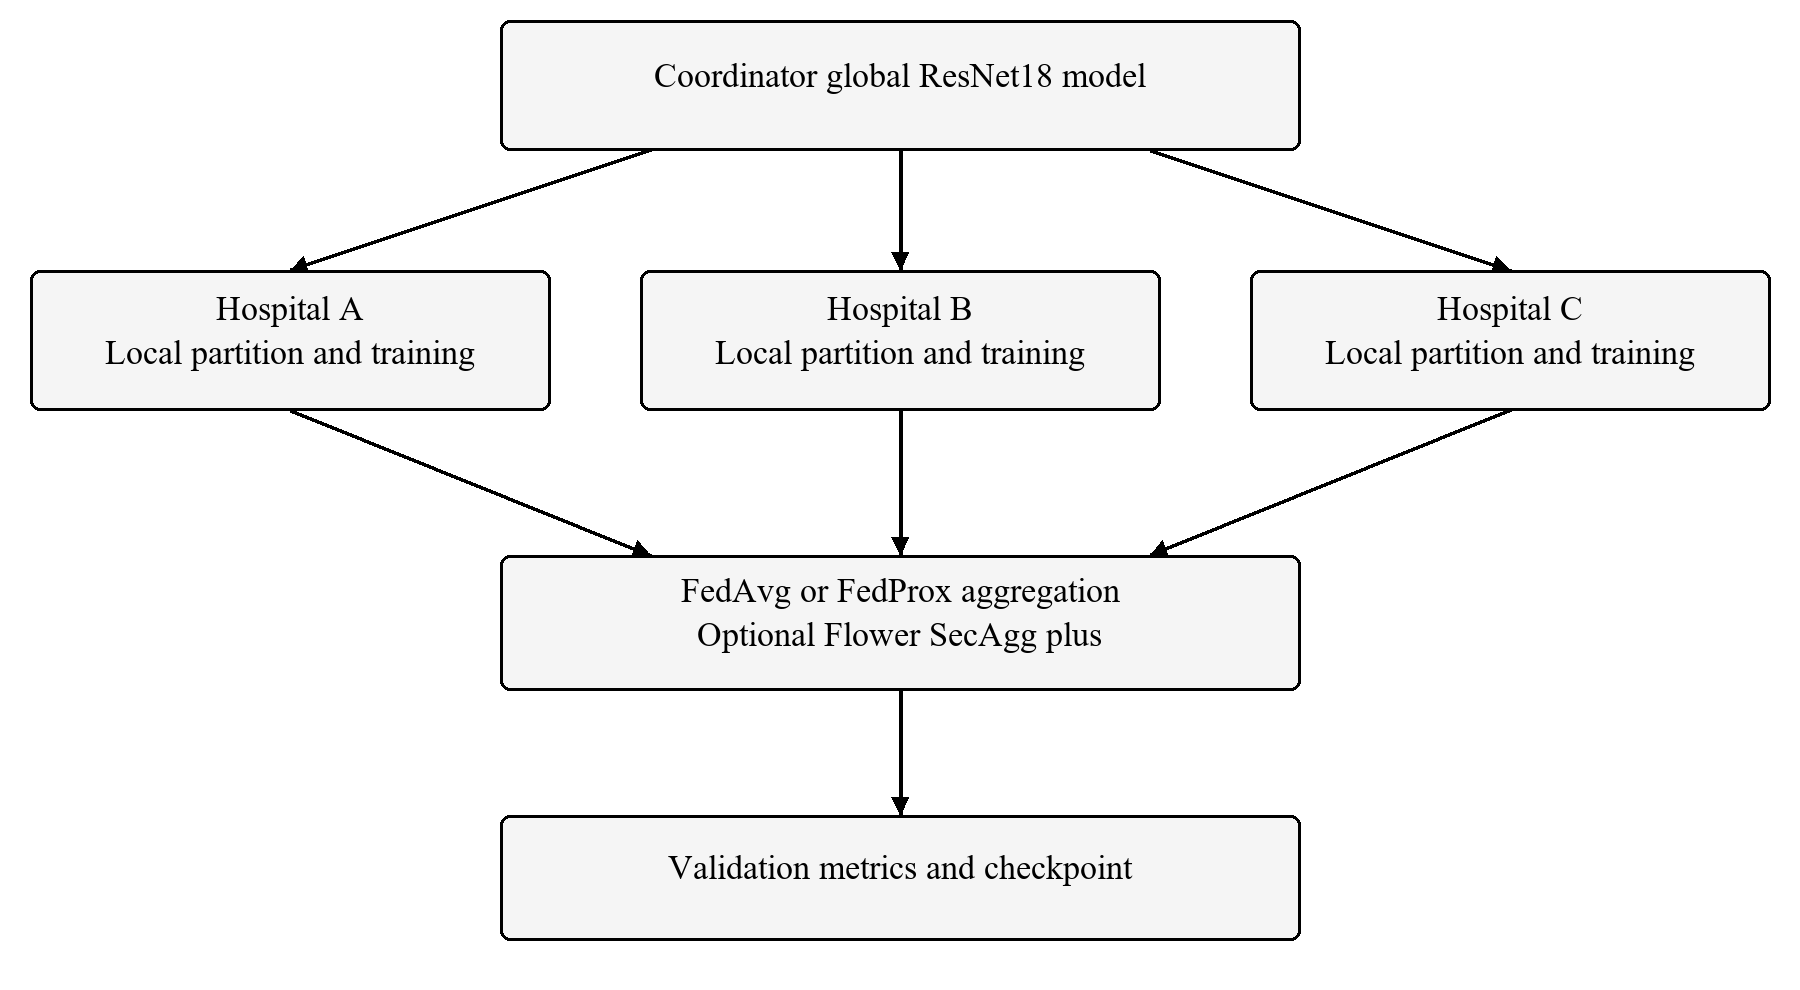 Coordinator global ResNet18 model
Hospital A
Local partition and training
Hospital B
Local partition and training
Hospital C
Local partition and training
FedAvg or FedProx aggregation
Optional Flower SecAgg plus
Validation metrics and checkpoint